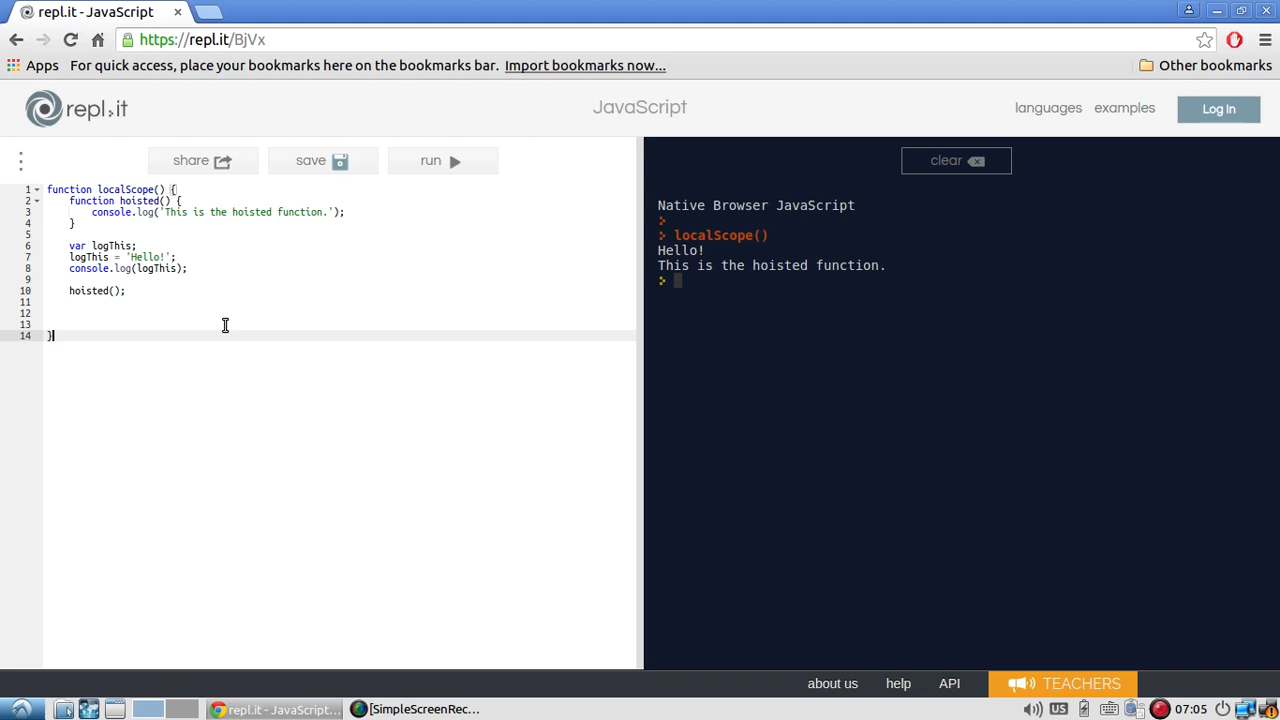 repl.it - JavaScript
https://repl.it/BjVx
Apps For quick access, place your bookmarks here on the bookmarks bar. Import bookmarks now... Other bookmarks
repl.it JavaScript languages examples Log In
share save run clear
1 function localScope() {
2 function hoisted() {
3 console.log('This is the hoisted function.');
4 }
5
6 var logThis;
7 logThis = 'Hello!';
8 console.log(logThis);
9
10 hoisted();
11
12
13
14 }
Native Browser JavaScript
localScope()
Hello!
This is the hoisted function.
about us help API TEACHERS
repl.it - JavaScript... [SimpleScreenRec... US 07:05